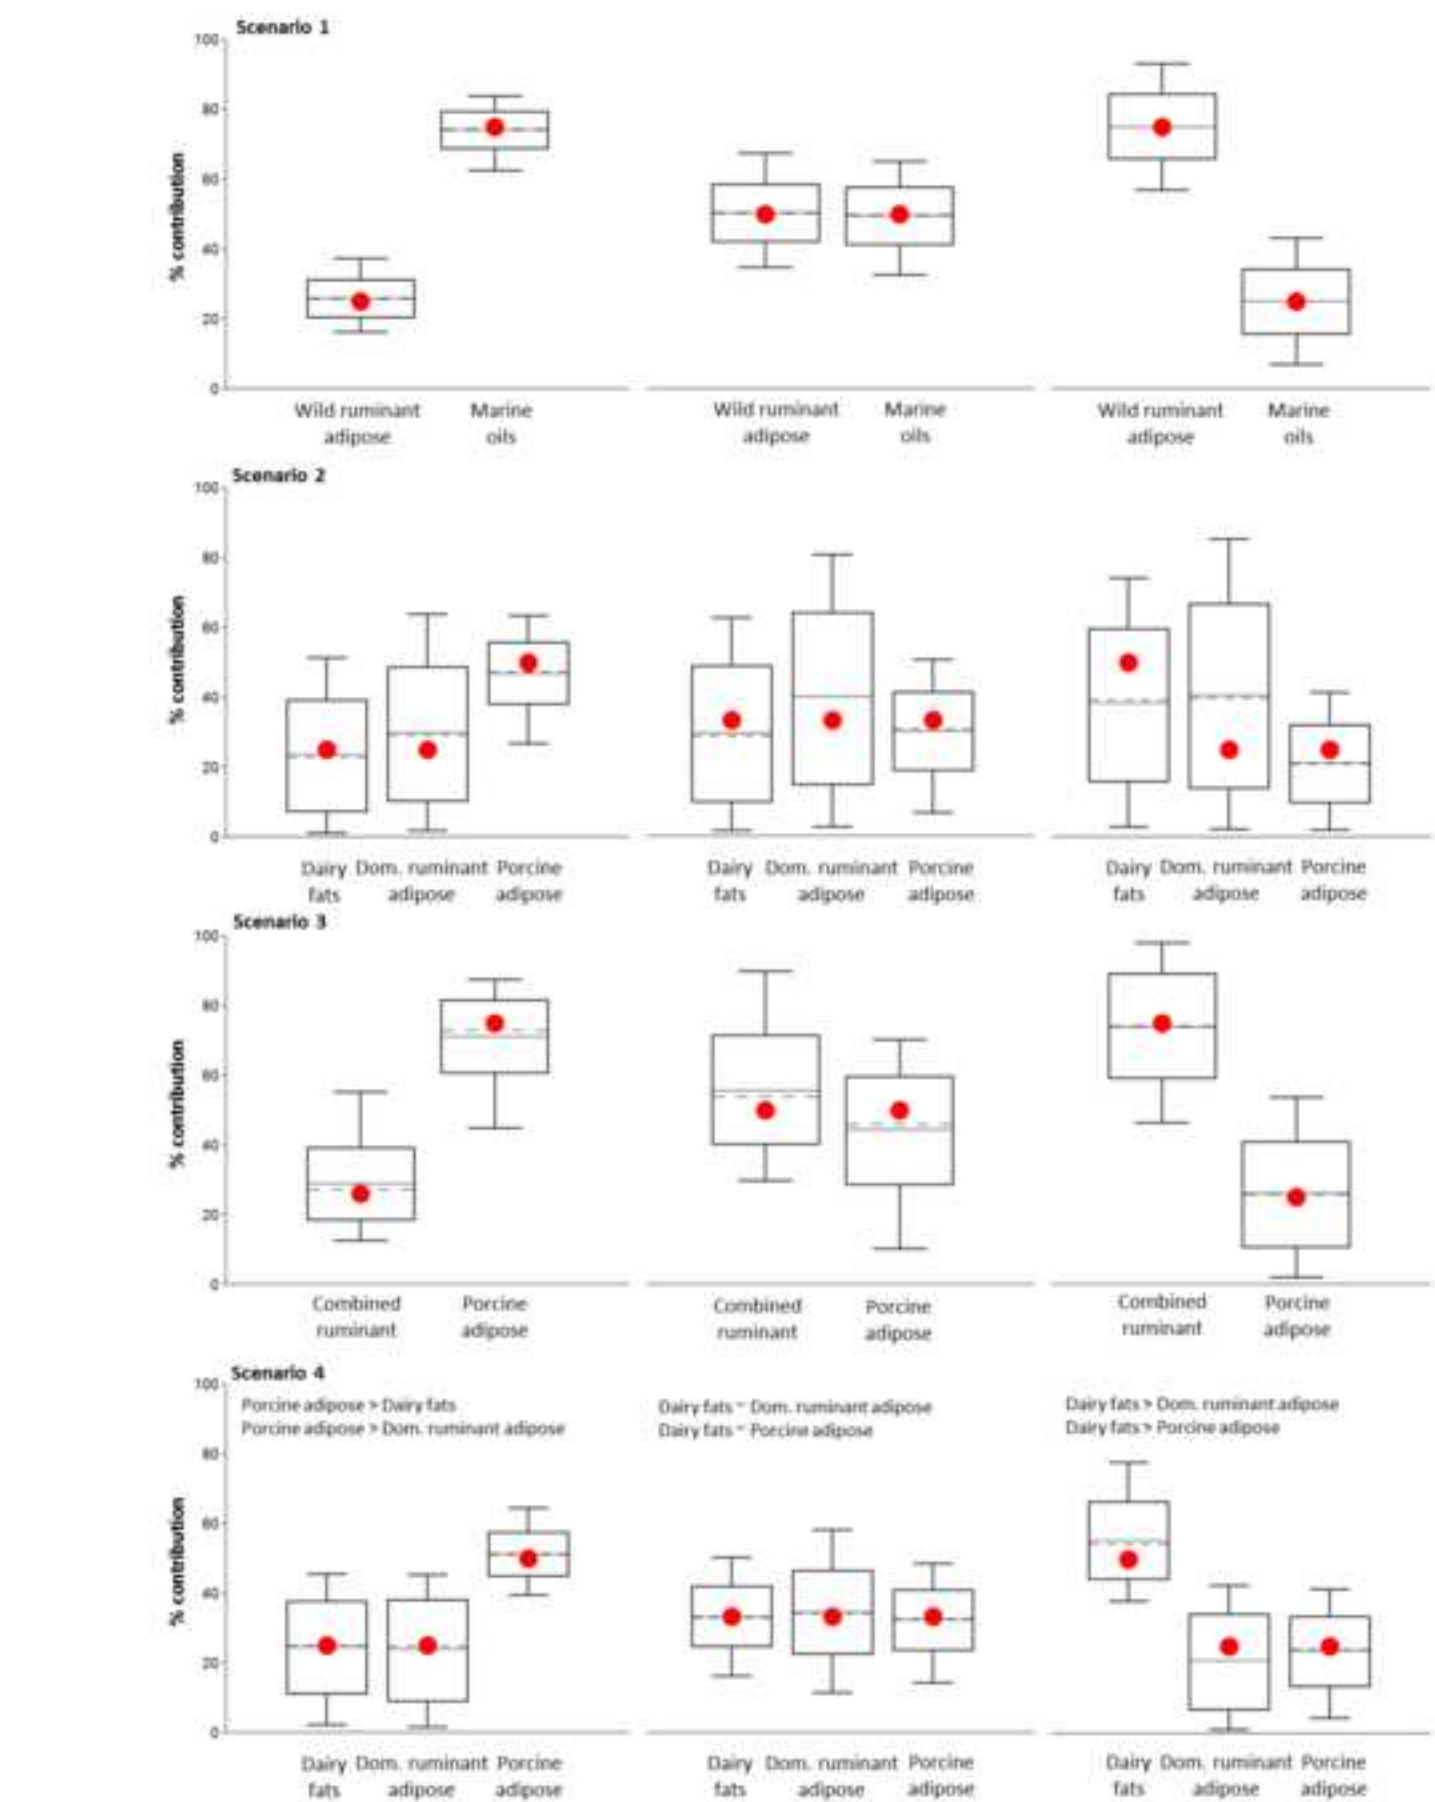 Scenario 1
100
80
60
40
20
0
% contribution
Wild ruminant Marine
adipose oils
Wild ruminant Marine
adipose oils
Wild ruminant Marine
adipose oils
Scenario 2
100
80
60
40
20
0
% contribution
Dairy Dom. ruminant Porcine
fats adipose adipose
Dairy Dom. ruminant Porcine
fats adipose adipose
Dairy Dom. ruminant Porcine
fats adipose adipose
Scenario 3
100
80
60
40
20
0
% contribution
Combined Porcine
ruminant adipose
Combined Porcine
ruminant adipose
Combined Porcine
ruminant adipose
Scenario 4
100
80
60
40
20
0
% contribution
Porcine adipose > Dairy fats
Porcine adipose > Dom. ruminant adipose
Dairy fats ~ Dom. ruminant adipose
Dairy fats ~ Porcine adipose
Dairy fats > Dom. ruminant adipose
Dairy fats > Porcine adipose
Dairy Dom. ruminant Porcine
fats adipose adipose
Dairy Dom. ruminant Porcine
fats adipose adipose
Dairy Dom. ruminant Porcine
fats adipose adipose